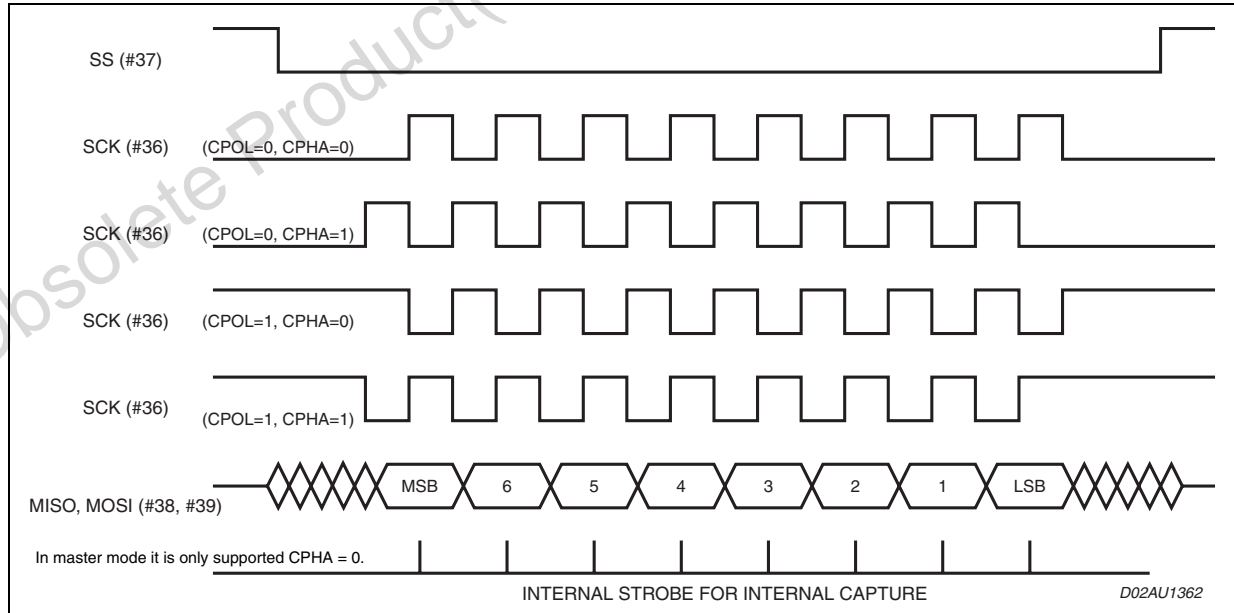 Obsolete Product(
SS (#37)
SCK (#36) (CPOL=0, CPHA=0)
SCK (#36) (CPOL=0, CPHA=1)
SCK (#36) (CPOL=1, CPHA=0)
SCK (#36) (CPOL=1, CPHA=1)
MISO, MOSI (#38, #39) MSB 6 5 4 3 2 1 LSB
In master mode it is only supported CPHA = 0.
INTERNAL STROBE FOR INTERNAL CAPTURE D02AU1362